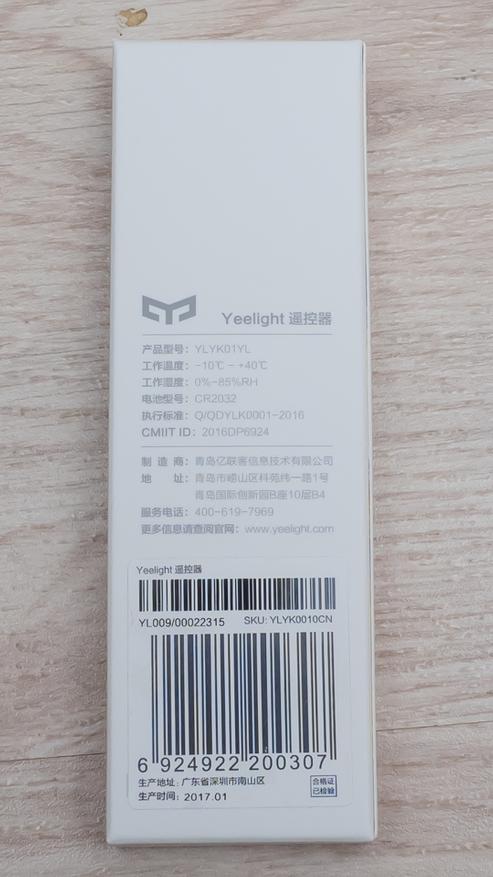 Yeelight 遥控器
产品型号：YLYK01YL
工作温度：-10℃ - +40℃
工作湿度：0%-85%RH
电池型号：CR2032
执行标准：Q/QDYLK0001-2016
CMIIT ID：2016DP6924
制 造 商：青岛亿联客信息技术有限公司
地 址：青岛市崂山区科苑纬一路1号
青岛国际创新园B座10层B4
服务电话：400-619-7969
更多信息请查阅官网：www.yeelight.com
Yeelight 遥控器
YL009/00022315 SKU: YLYK0010CN
6 924922 200307
生产地址: 广东省深圳市南山区
生产时间: 2017.01
合格证
已检验